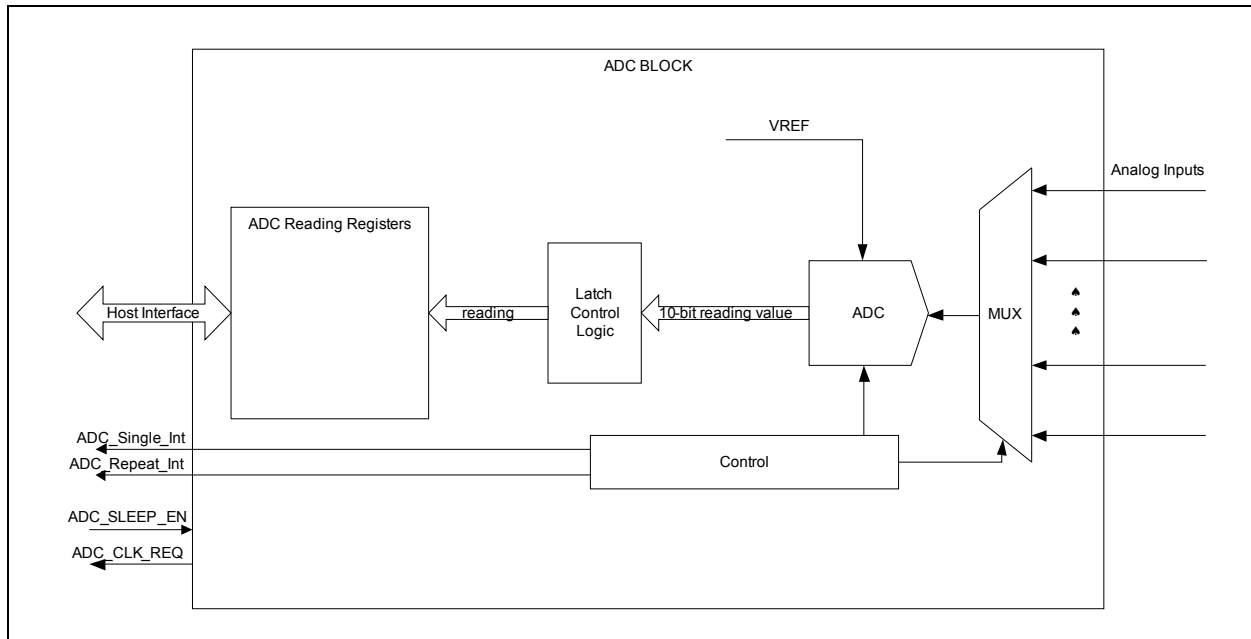 ADC BLOCK
VREF
Analog Inputs
ADC Reading Registers
Host Interface
reading
Latch
Control
Logic
10-bit reading value
ADC
MUX
ADC_Single_Int
ADC_Repeat_Int
Control
ADC_SLEEP_EN
ADC_CLK_REQ